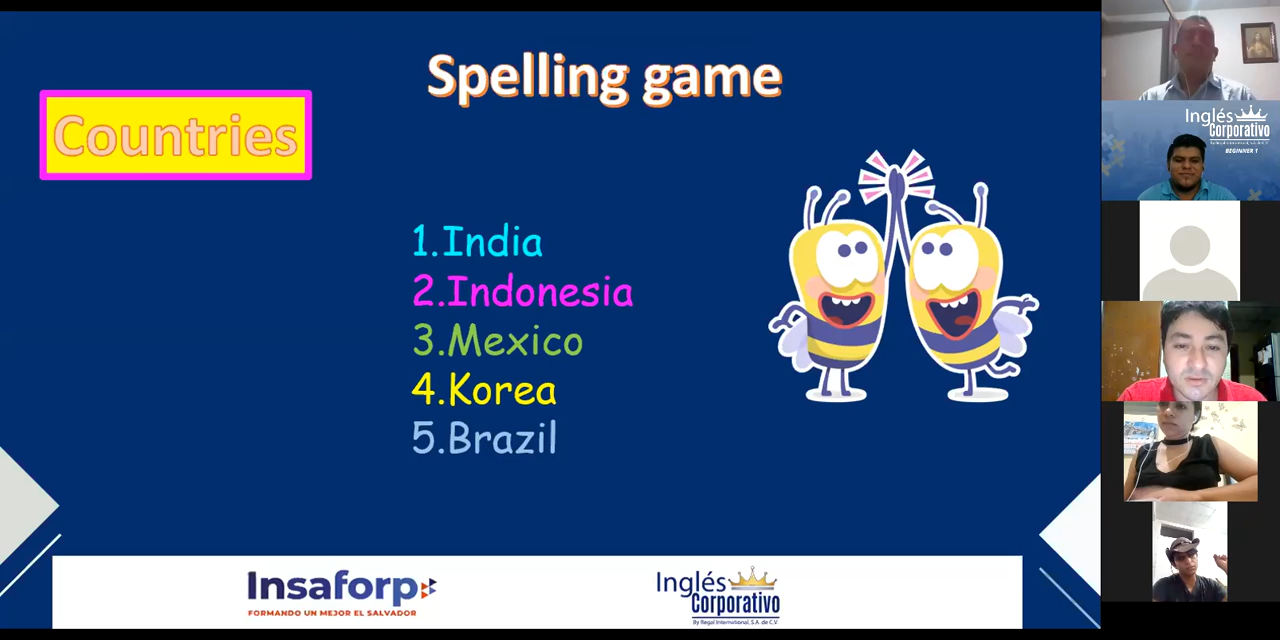 Spelling game
Countries
1.India
2.Indonesia
3.Mexico
4.Korea
5.Brazil
Insaforp
FORMANDO UN MEJOR EL SALVADOR
Inglés
Corporativo
By Regal International, S.A. de C.V
Inglés
Corporativo
BEGINNER 1